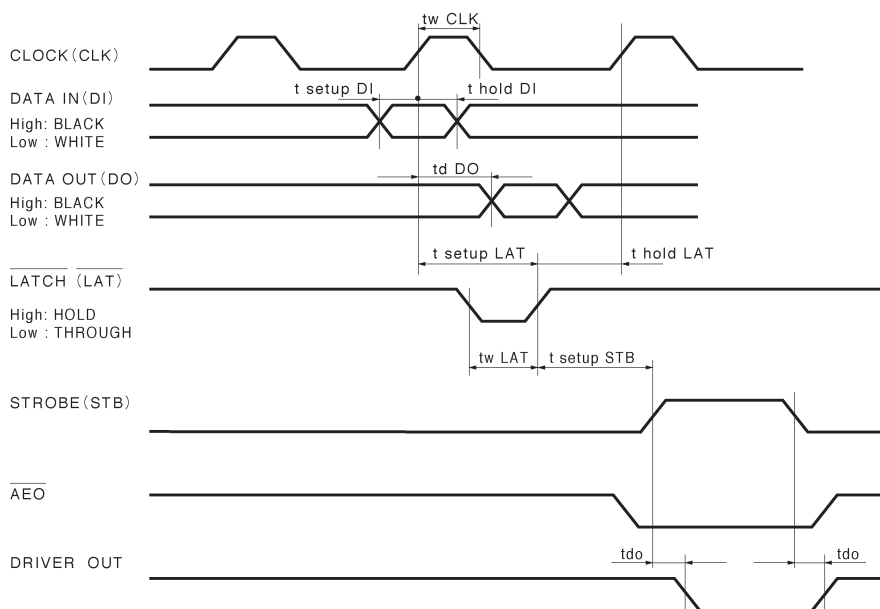 tw CLK
CLOCK(CLK)
t setup DI
t hold DI
DATA IN(DI)
High: BLACK
Low : WHITE
td DO
DATA OUT(DO)
High: BLACK
Low : WHITE
t setup LAT
t hold LAT
LATCH (LAT)
High: HOLD
Low : THROUGH
tw LAT
t setup STB
STROBE(STB)
AEO
tdo
tdo
DRIVER OUT